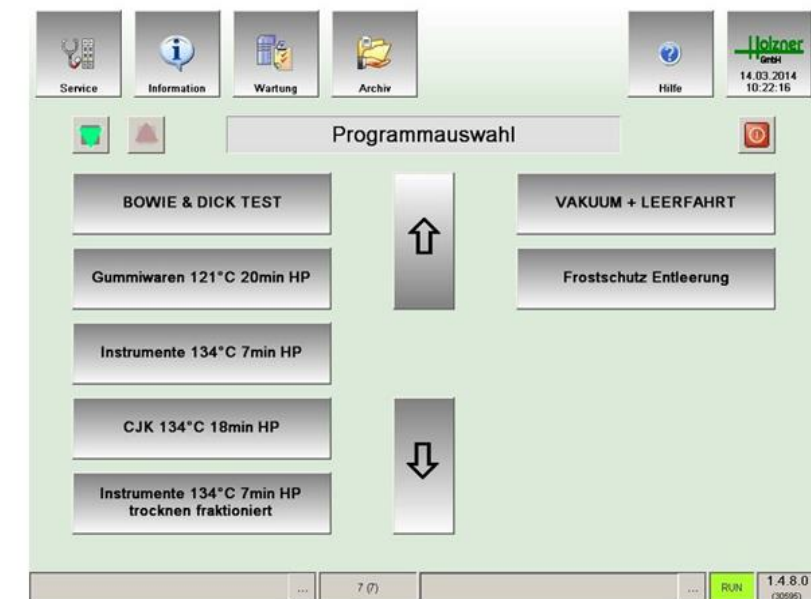 Service
Information
Wartung
Archiv
Hilfe
Holzner
GmbH
14.03.2014
10:22:16
Programmauswahl
BOWIE & DICK TEST
VAKUUM + LEERFAHRT
Gummiwaren 121°C 20min HP
Frostschutz Entleerung
Instrumente 134°C 7min HP
CJK 134°C 18min HP
Instrumente 134°C 7min HP
trocknen fraktioniert
...
7 (7)
...
RUN
1.4.8.0
(30595)